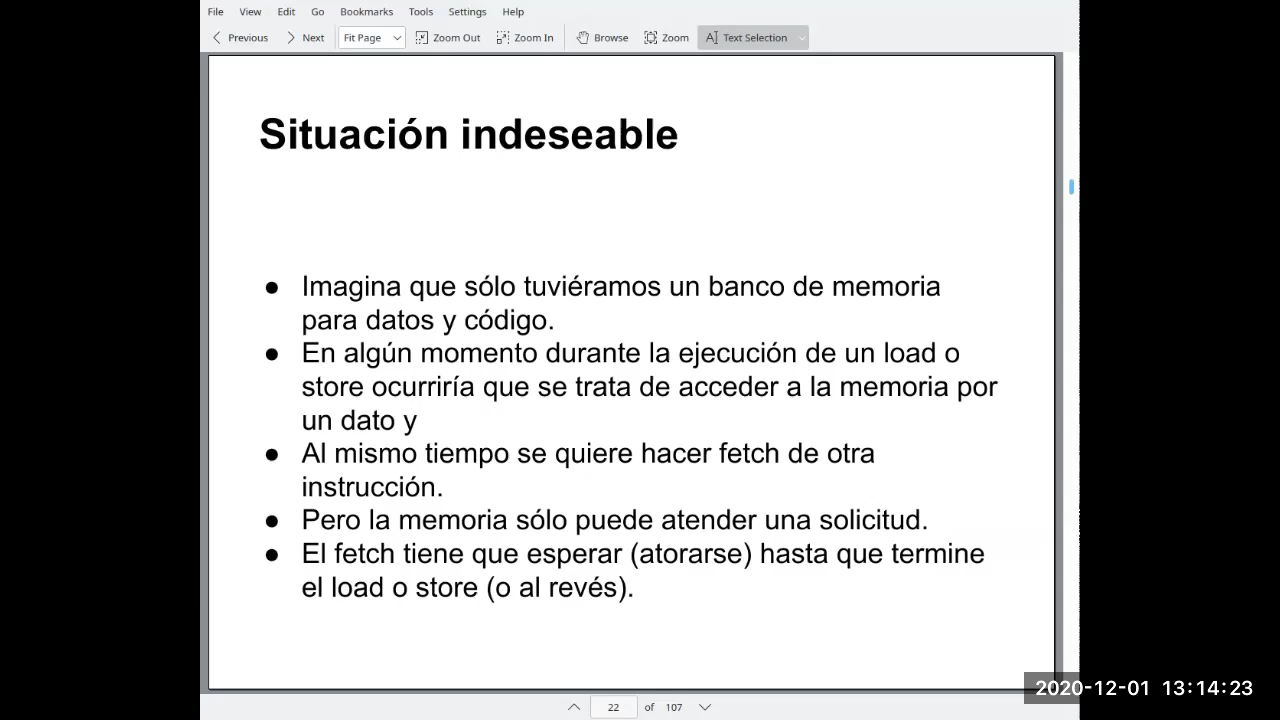 File View Edit Go Bookmarks Tools Settings Help
Previous Next Fit Page Zoom Out Zoom In Browse Zoom Text Selection
Situación indeseable
● Imagina que sólo tuviéramos un banco de memoria
para datos y código.
● En algún momento durante la ejecución de un load o
store ocurriría que se trata de acceder a la memoria por
un dato y
● Al mismo tiempo se quiere hacer fetch de otra
instrucción.
● Pero la memoria sólo puede atender una solicitud.
● El fetch tiene que esperar (atorarse) hasta que termine
el load o store (o al revés).
2020-12-01 13:14:23
22 of 107